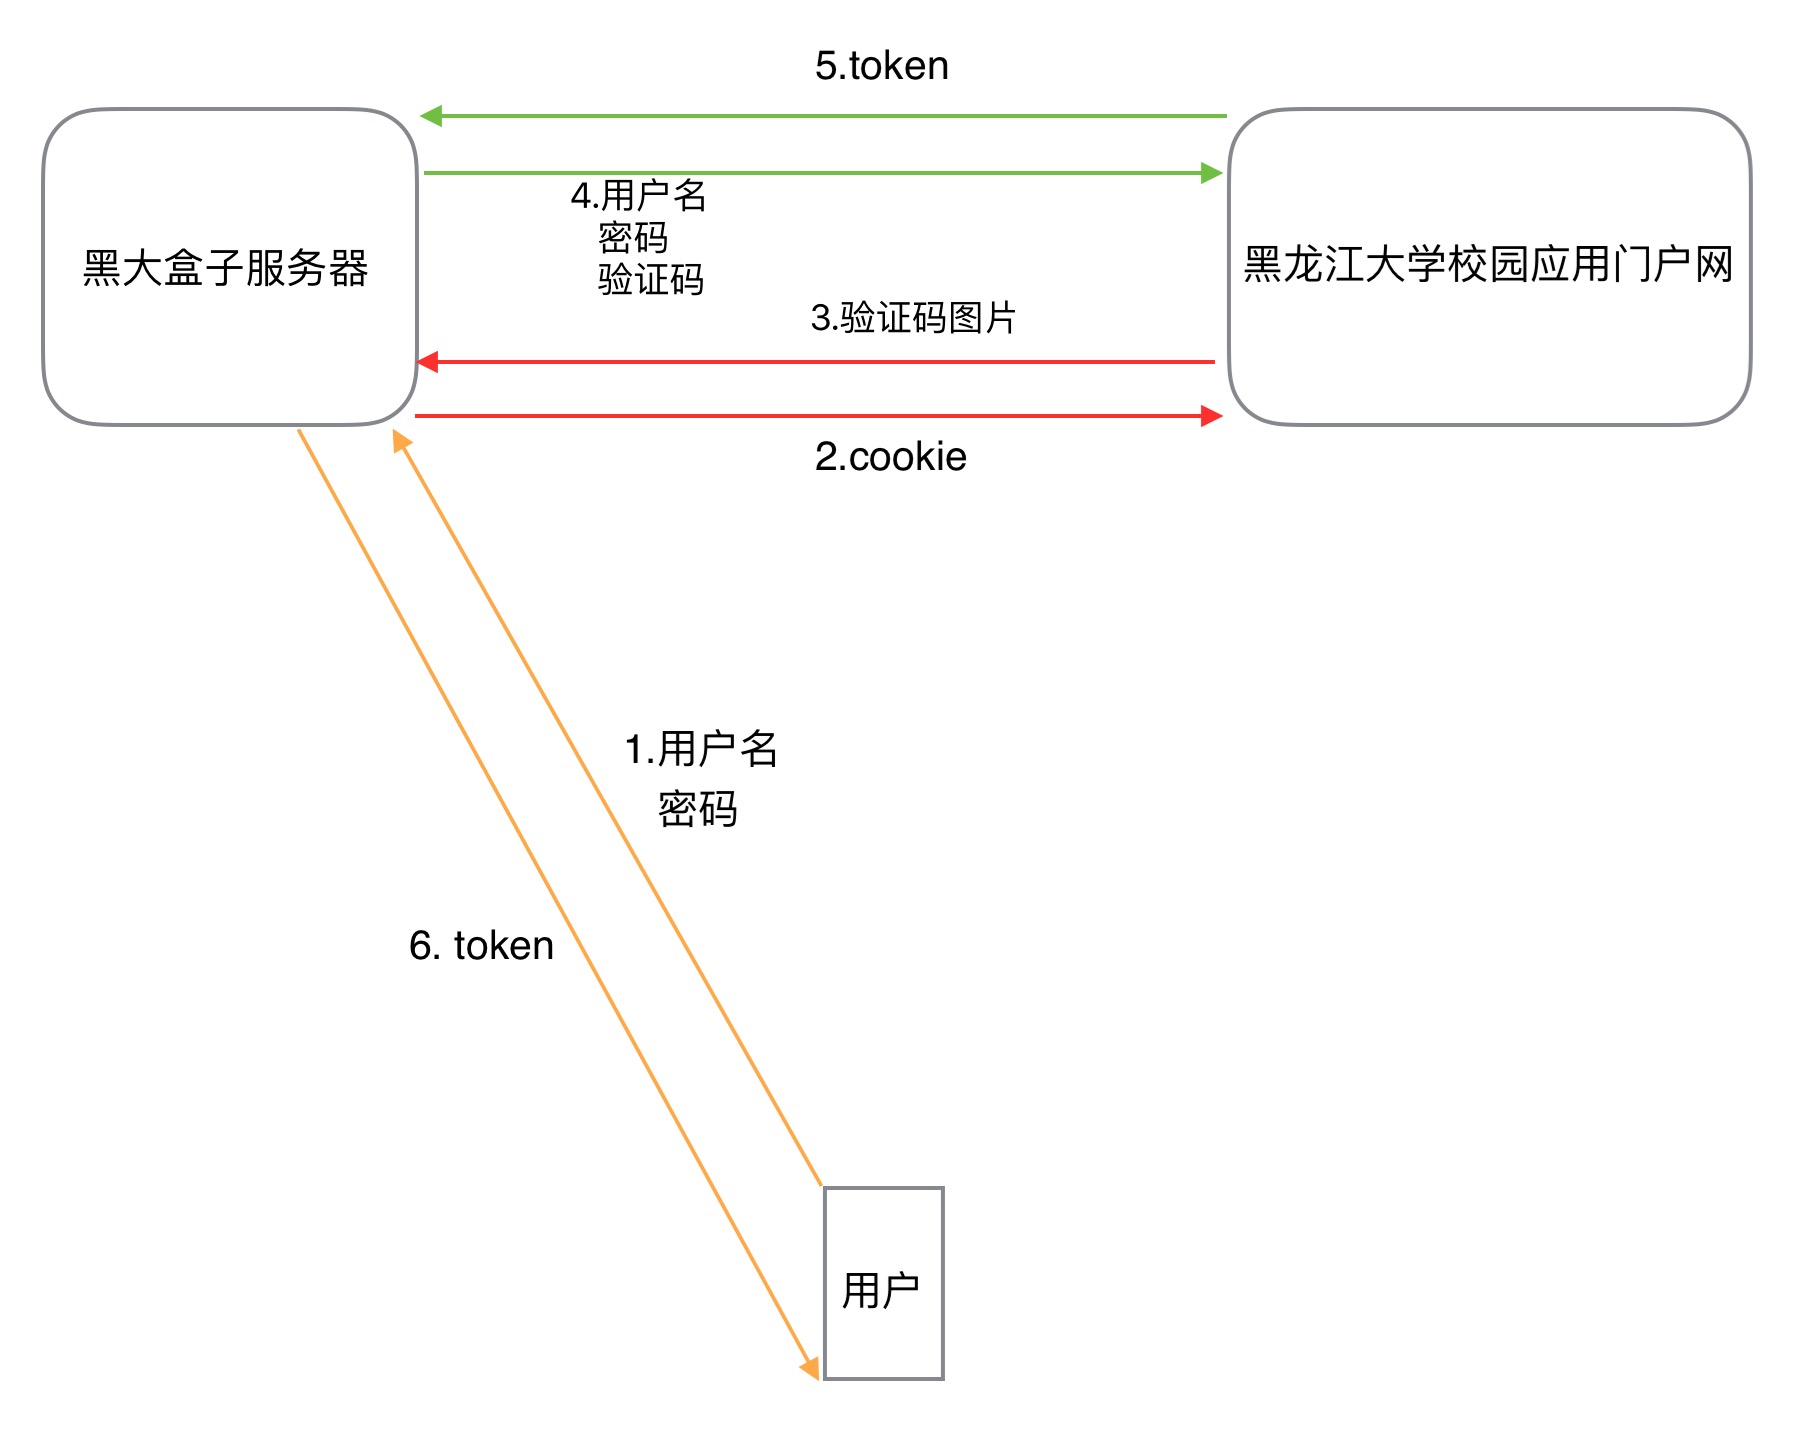 5.token
黑大盒子服务器
4.用户名
密码
验证码
黑龙江大学校园应用门户网
3.验证码图片
2.cookie
1.用户名
密码
6. token
用户